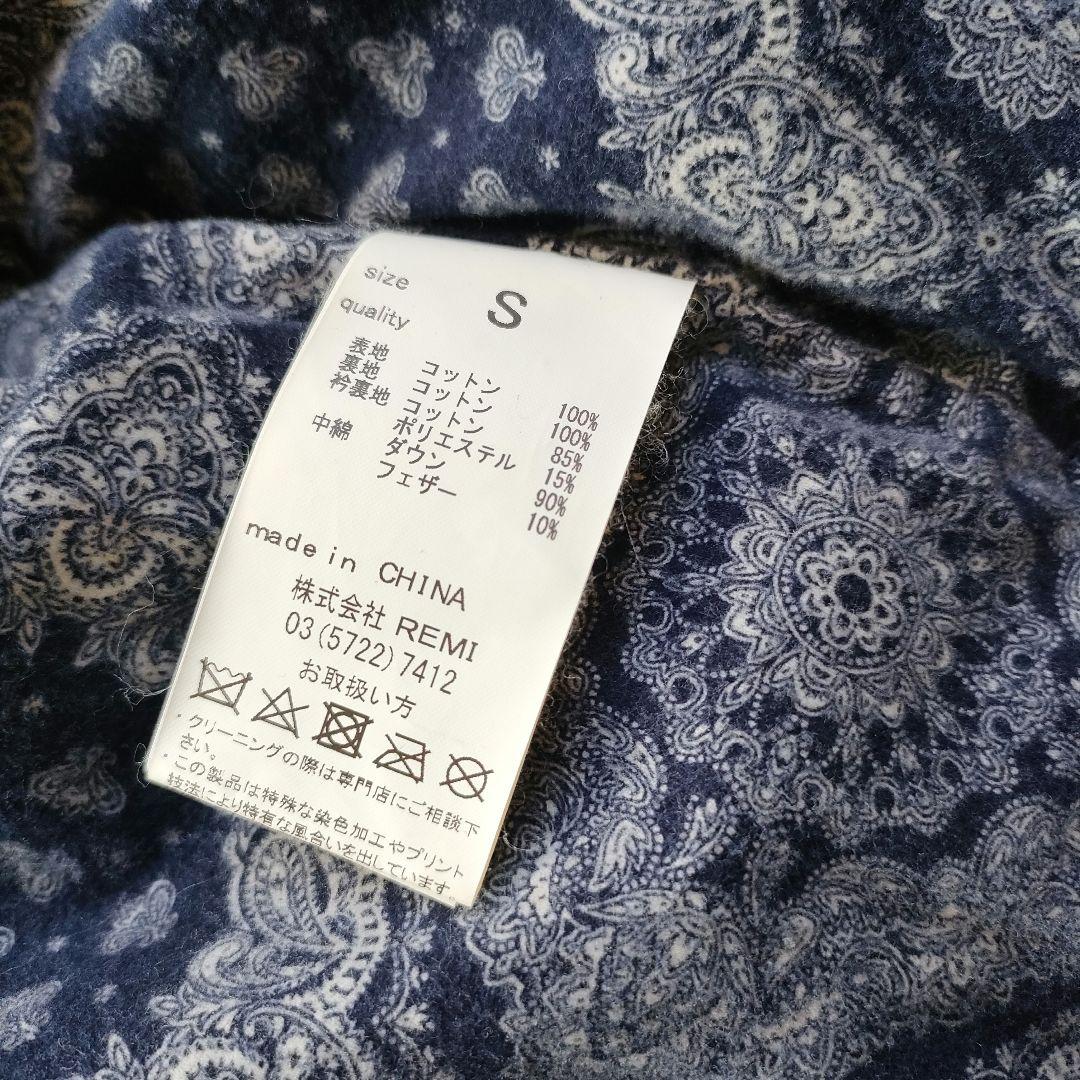 size S
quality
表地 コットン 100%
裏地 コットン 100%
衿裏地 コットン 85%
ポリエステル 15%
中綿 ダウン 90%
フェザー 10%
made in CHINA
株式会社 REMI
03(5722)7412
お取扱い方
・クリーニングの際は専門店にご相談下
さい。
・この製品は特殊な染色加工やプリント
技法により特有な風合いを出しています。